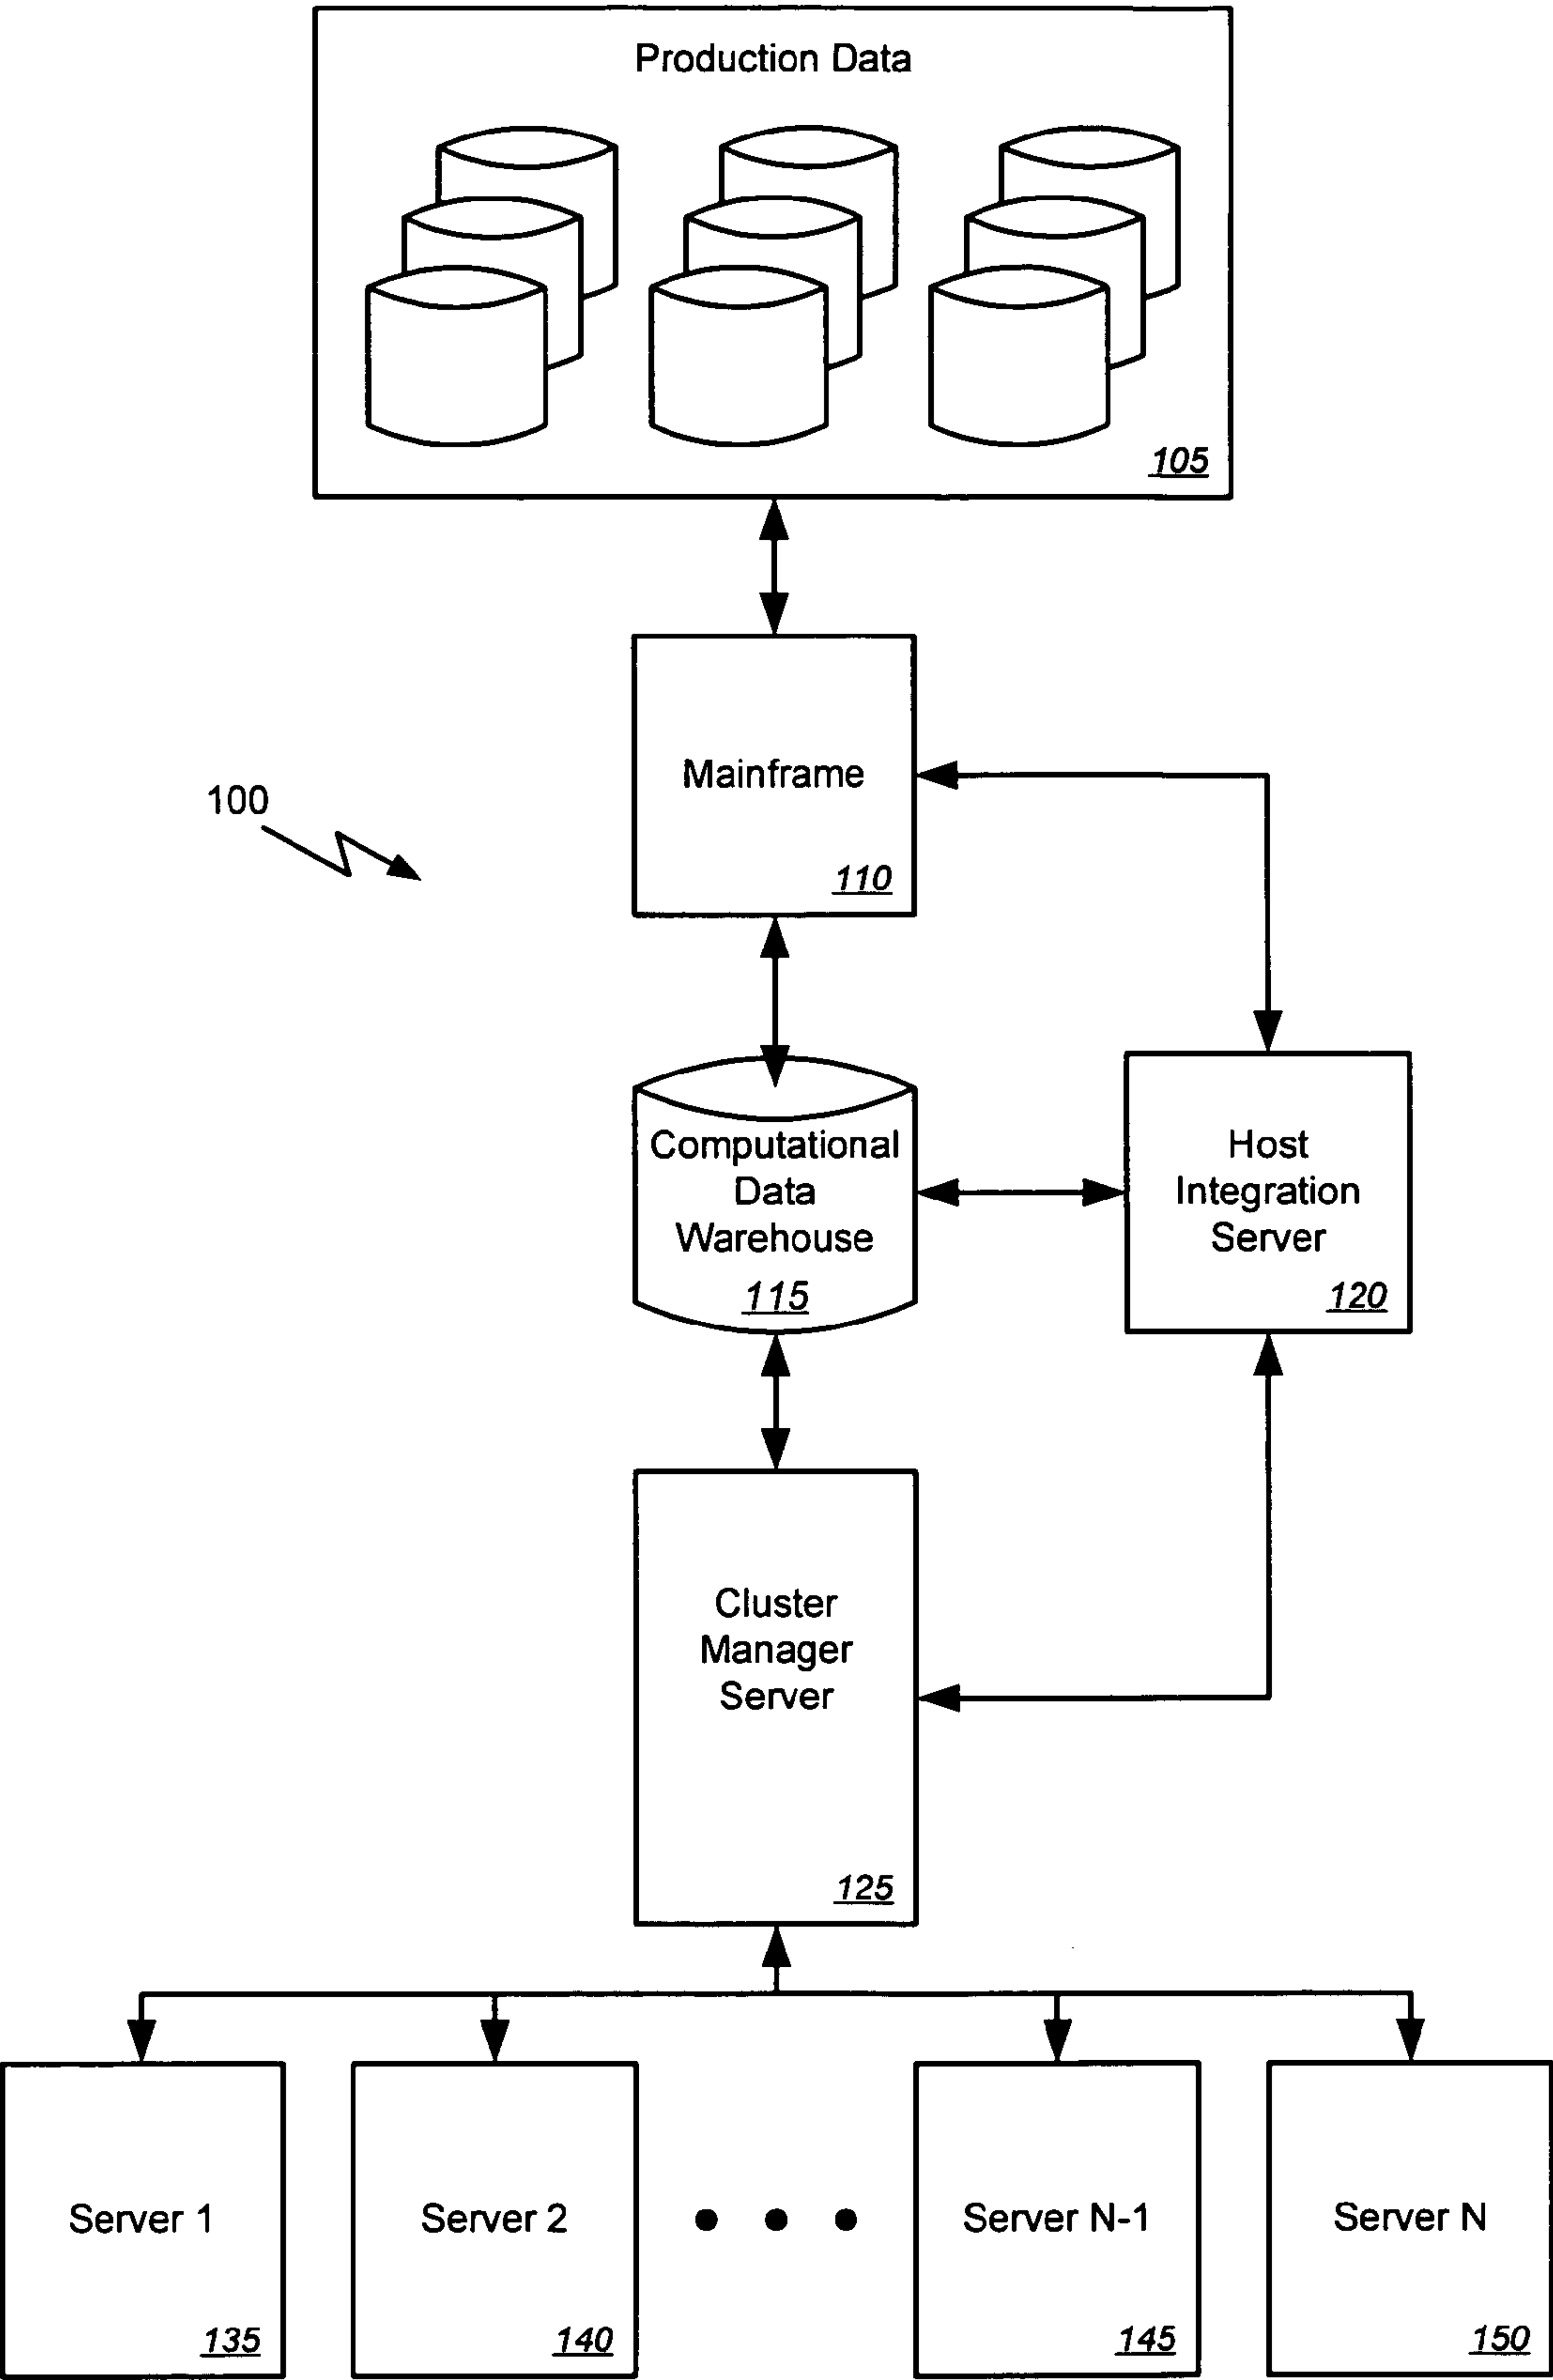 Production Data
105
Mainframe
110
100
Computational
Data
Warehouse
115
Host
Integration
Server
120
Cluster
Manager
Server
125
Server 1
135
Server 2
140
Server N-1
145
Server N
150